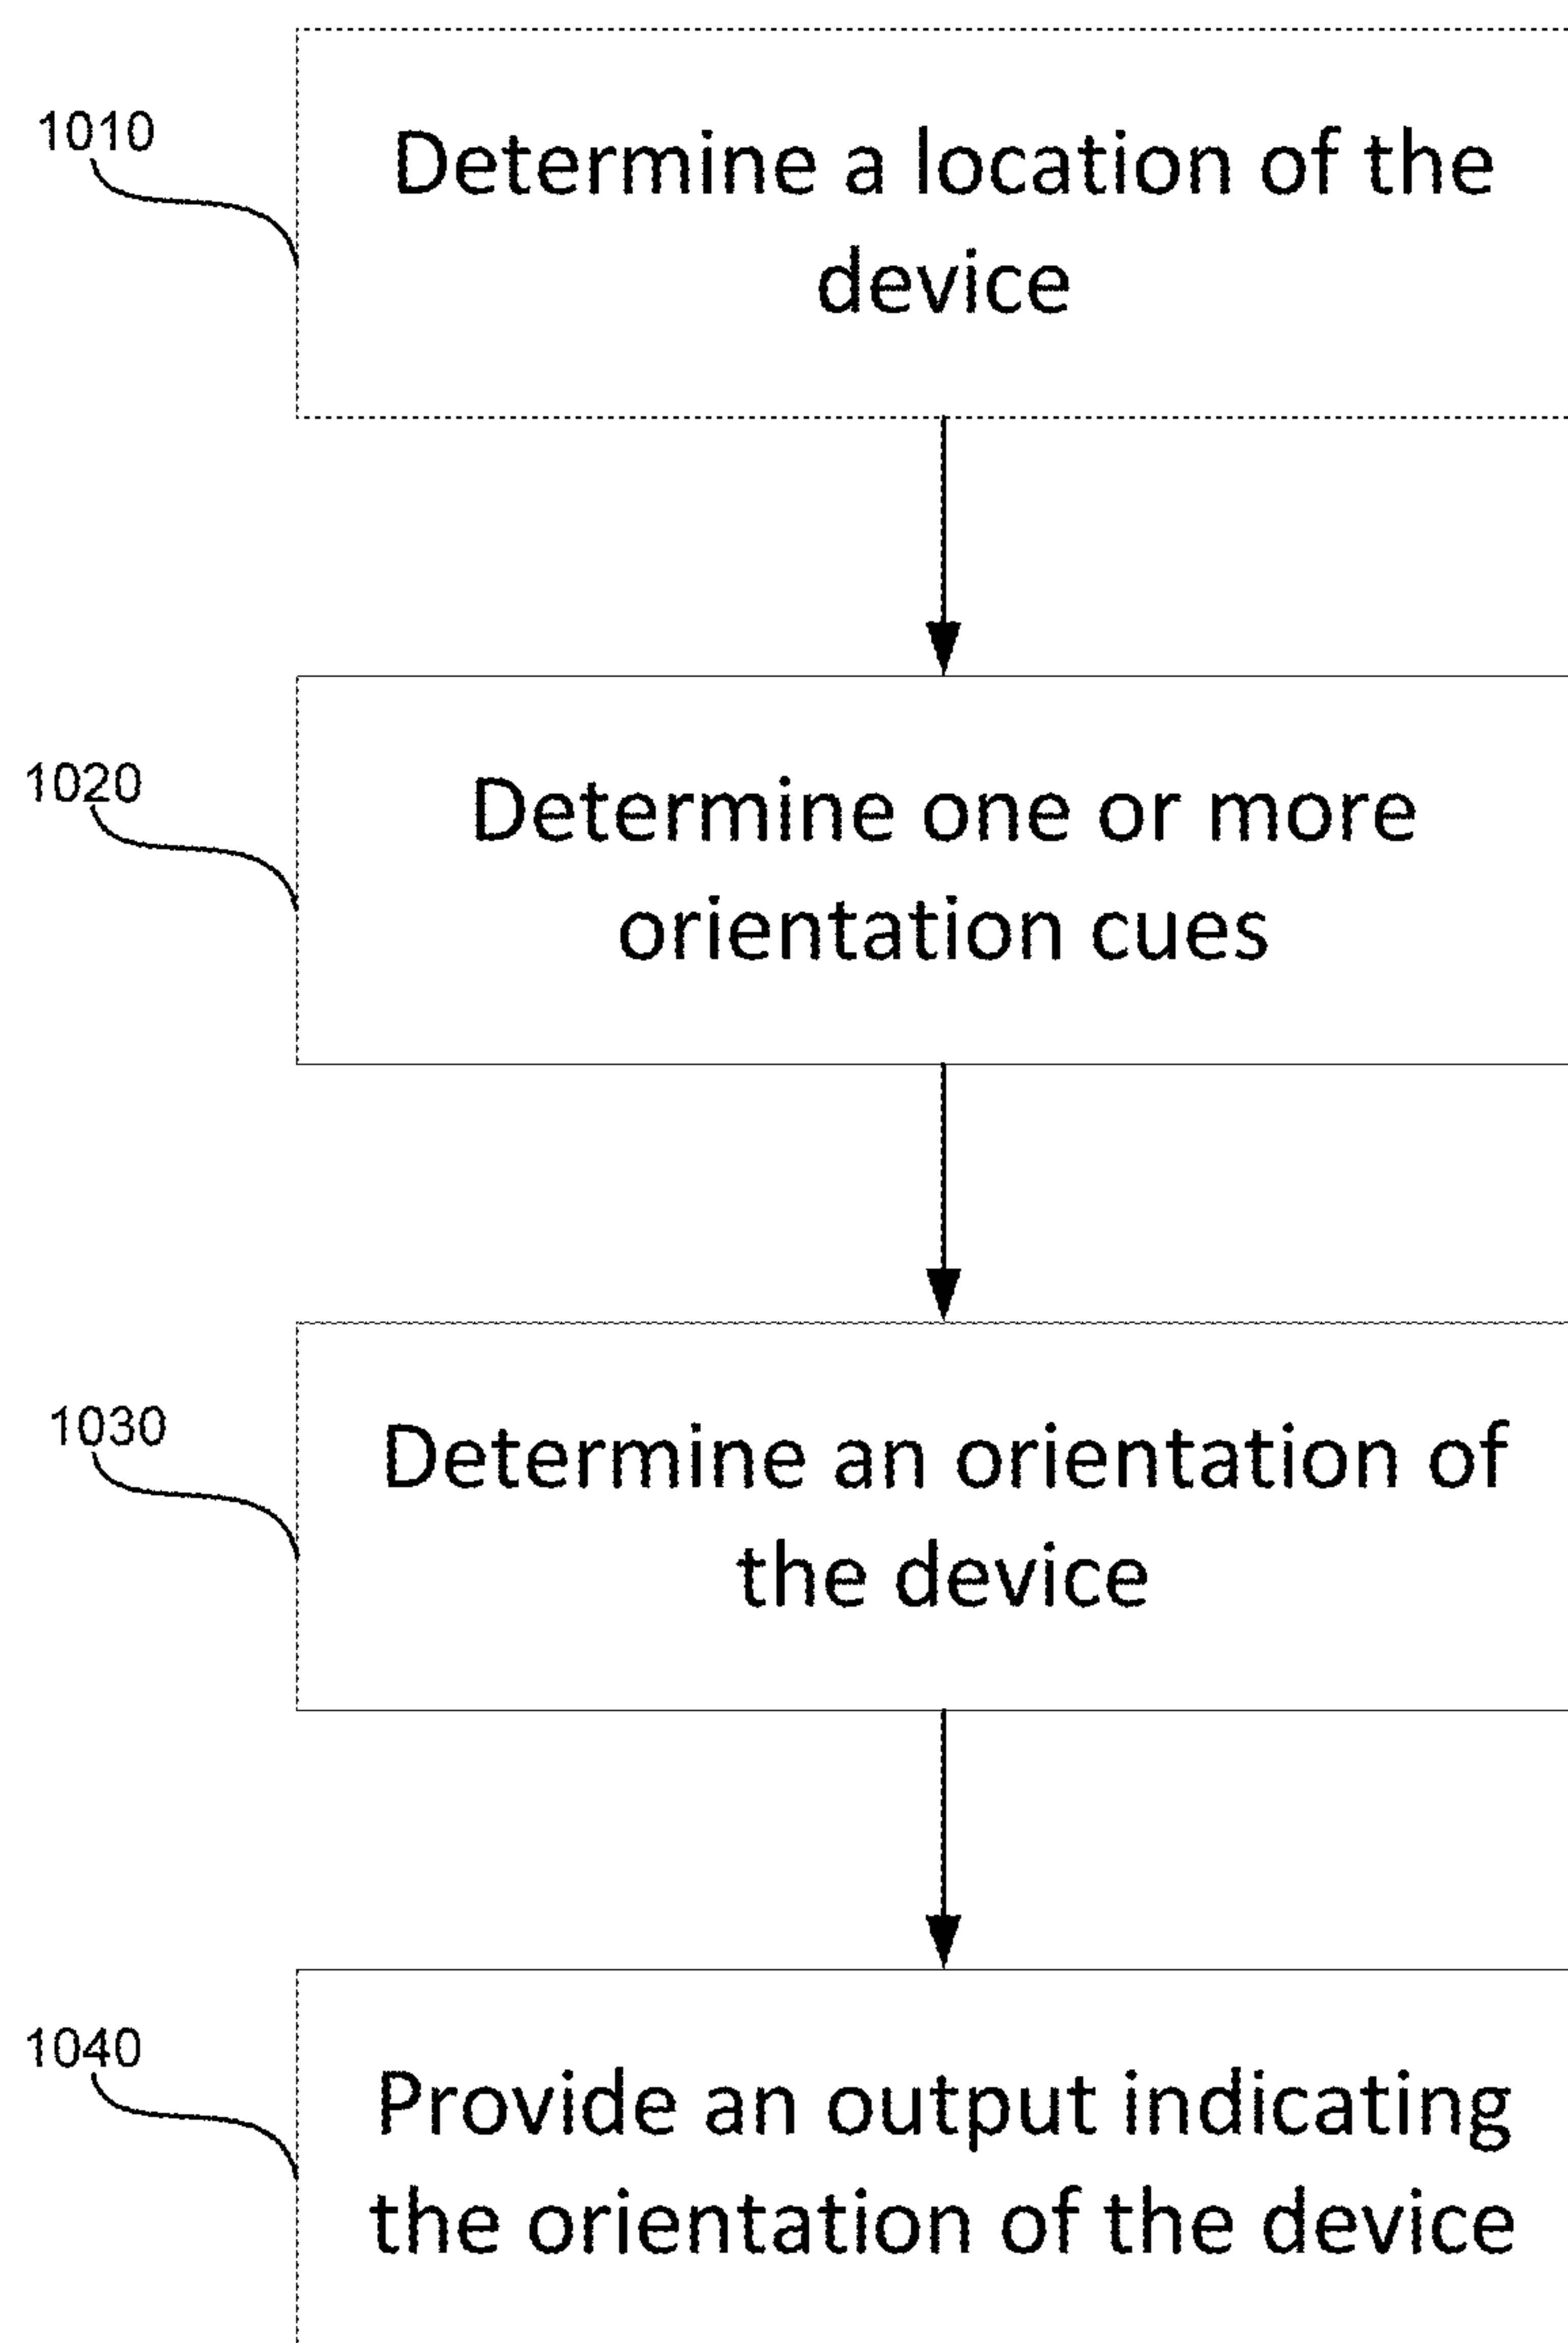 1010
Determine a location of the
device
1020
Determine one or more
orientation cues
1030
Determine an orientation of
the device
1040
Provide an output indicating
the orientation of the device